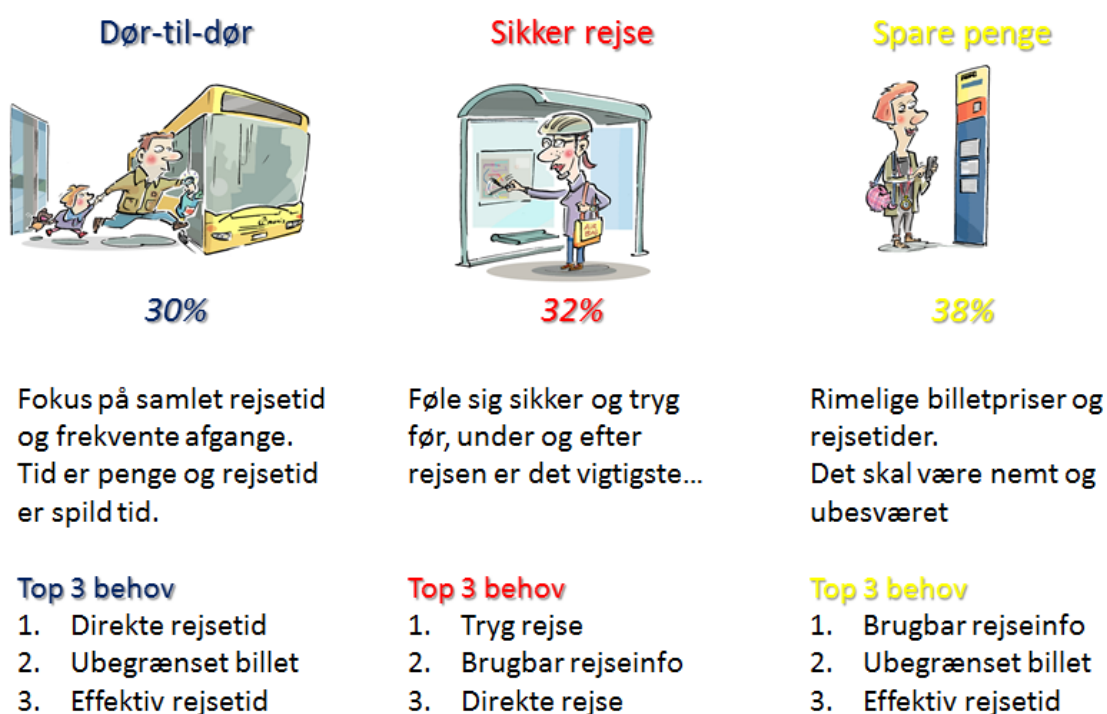 Dør-til-dør
30%
Fokus på samlet rejsetid
og frekvente afgange.
Tid er penge og rejsetid
er spild tid.
Top 3 behov
1. Direkte rejsetid
2. Ubegrænset billet
3. Effektiv rejsetid
Sikker rejse
32%
Føle sig sikker og tryg
før, under og efter
rejsen er det vigtigste...
Top 3 behov
1. Tryg rejse
2. Brugbar rejseinfo
3. Direkte rejse
Spare penge
38%
Rimelige billetpriser og
rejsetider.
Det skal være nemt og
ubesværet
Top 3 behov
1. Brugbar rejseinfo
2. Ubegrænset billet
3. Effektiv rejsetid